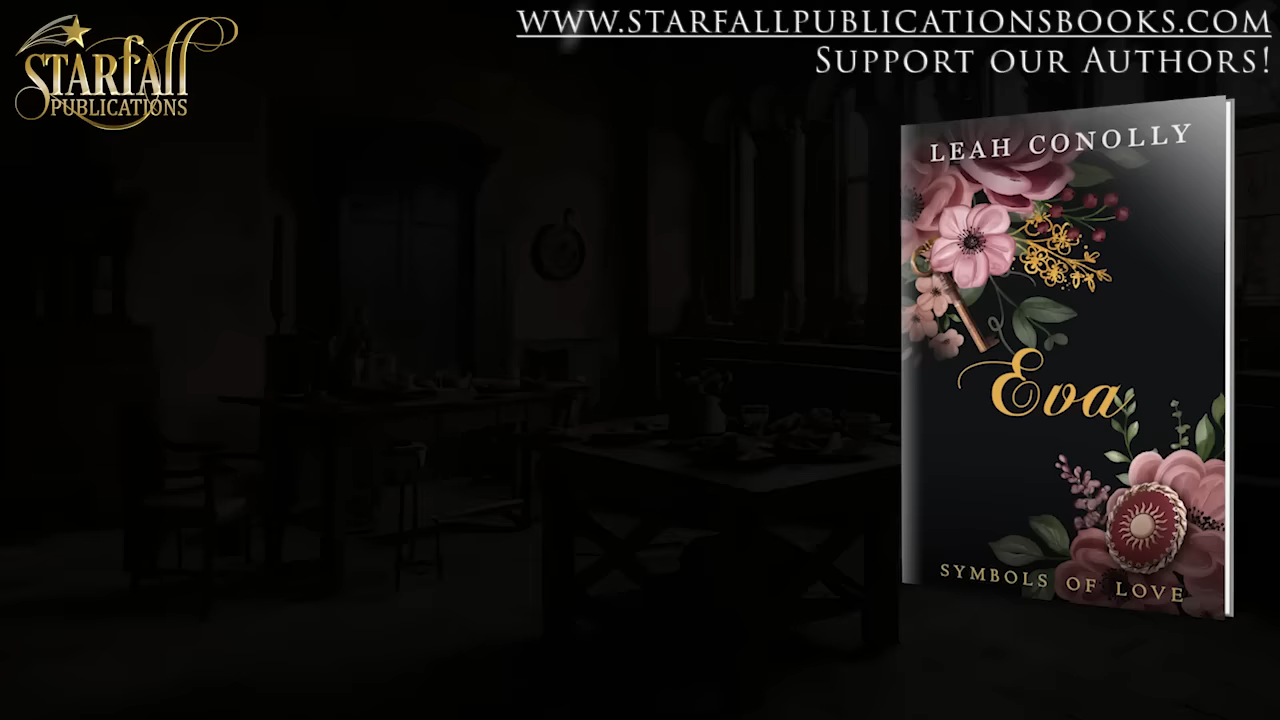 STARfall
PUBLICATIONS
WWW.STARFALLPUBLICATIONSBOOKS.COM
SUPPORT OUR AUTHORS!
LEAH CONOLLY
Eva
SYMBOLS OF LOVE